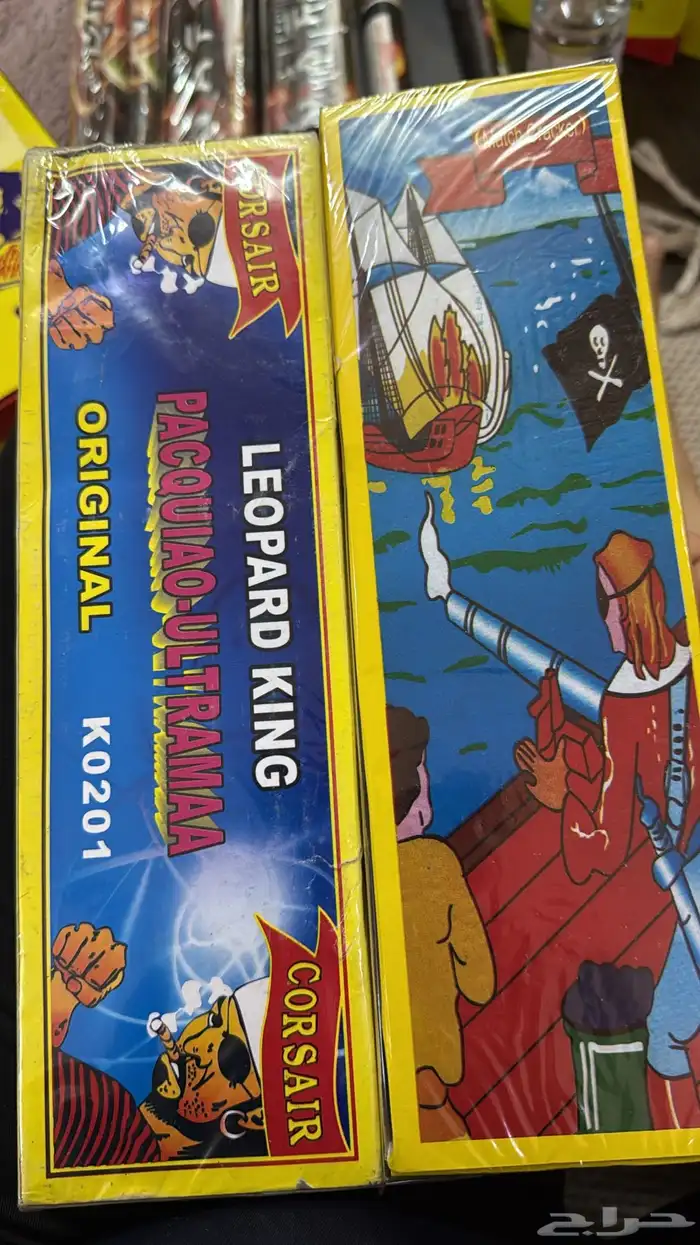 (Match Cracker)
CORSAIR
LEOPARD KING
PACQUIAO-ULTRAMAA
ORIGINAL K0201
CORSAIR
حراج